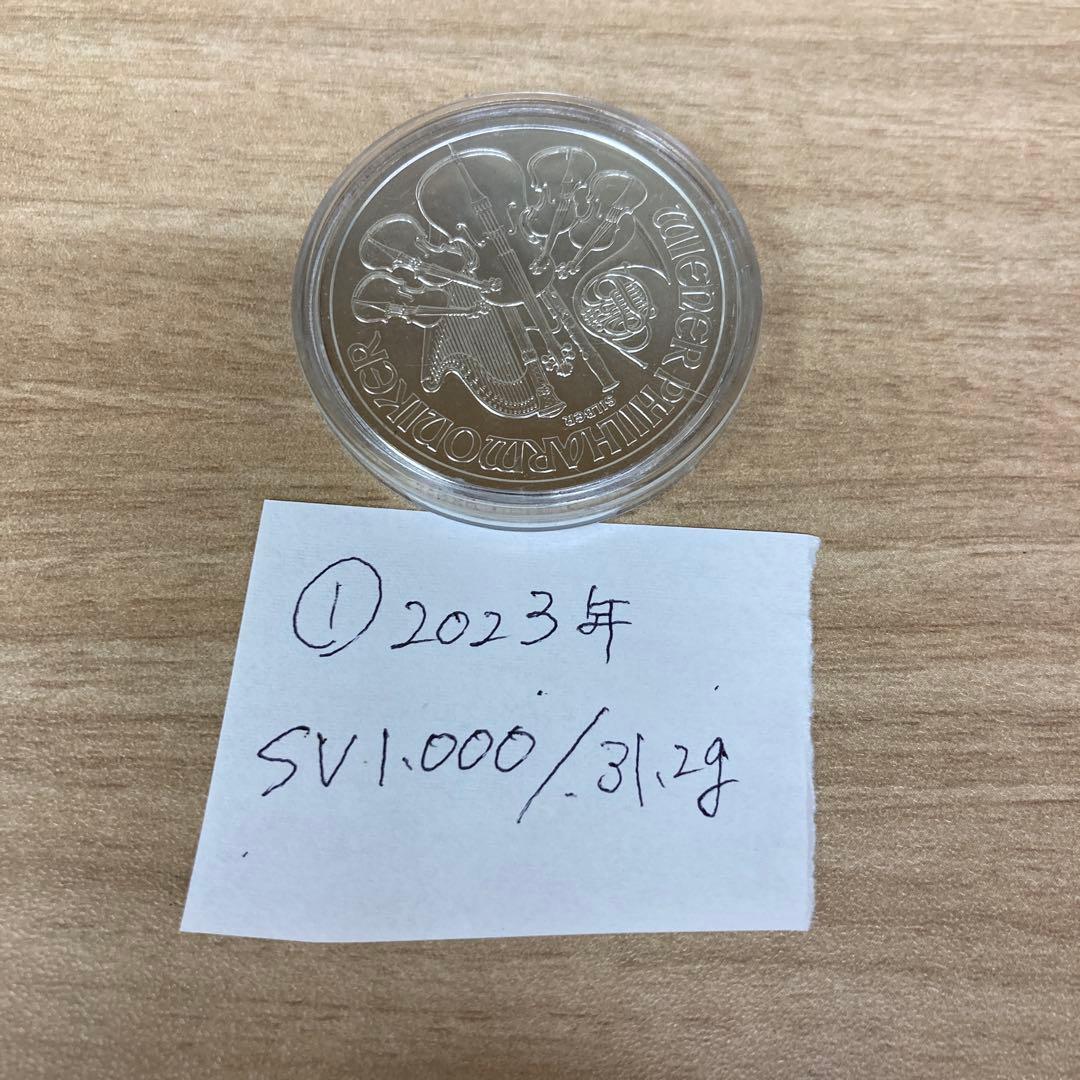 WIENER PHILHARMONIKER
SILBER
① 2023年
SV1.000/31.2g